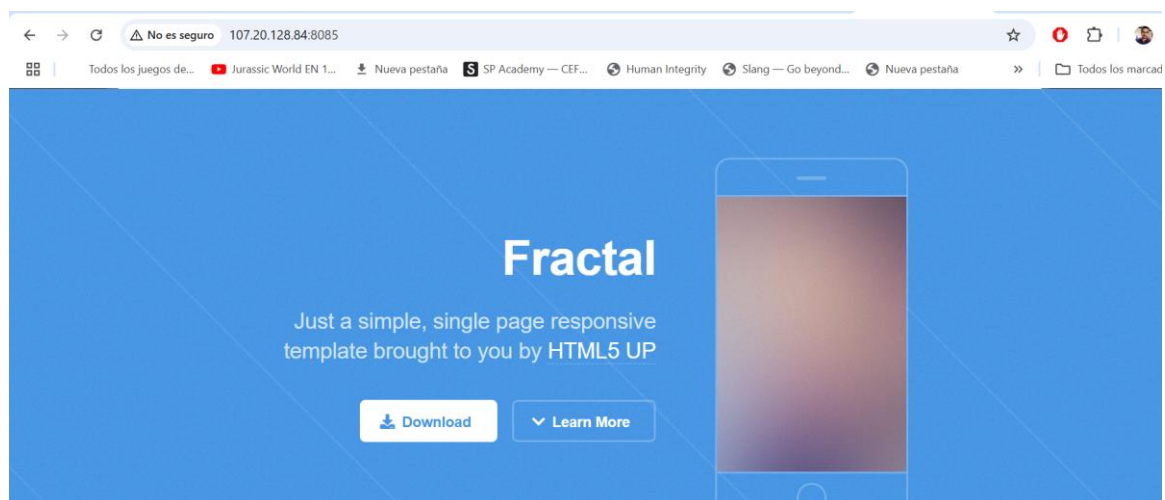 No es seguro 107.20.128.84:8085
Todos los juegos de... Jurassic World EN 1... Nueva pestaña SP Academy — CEF... Human Integrity Slang — Go beyond... Nueva pestaña » Todos los marcad
Fractal
Just a simple, single page responsive
template brought to you by HTML5 UP
Download Learn More